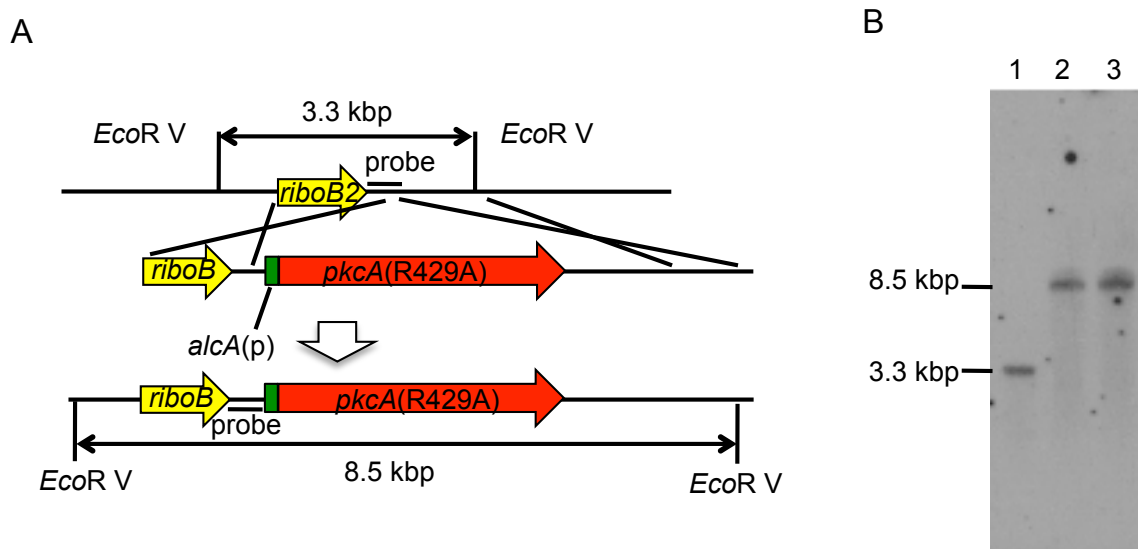 A
3.3 kbp
EcoR V
EcoR V
probe
riboB2
riboB
pkcA(R429A)
alcA(p)
riboB
pkcA(R429A)
probe
8.5 kbp
EcoR V
EcoR V
B
1 2 3
8.5 kbp
3.3 kbp